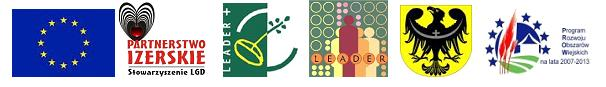 PARTNERSTWO
IZERSKIE
Stowarzyszenie LGD
LEADER +
LEADER
Program
Rozwoju
Obszarów
Wiejskich
na lata 2007-2013